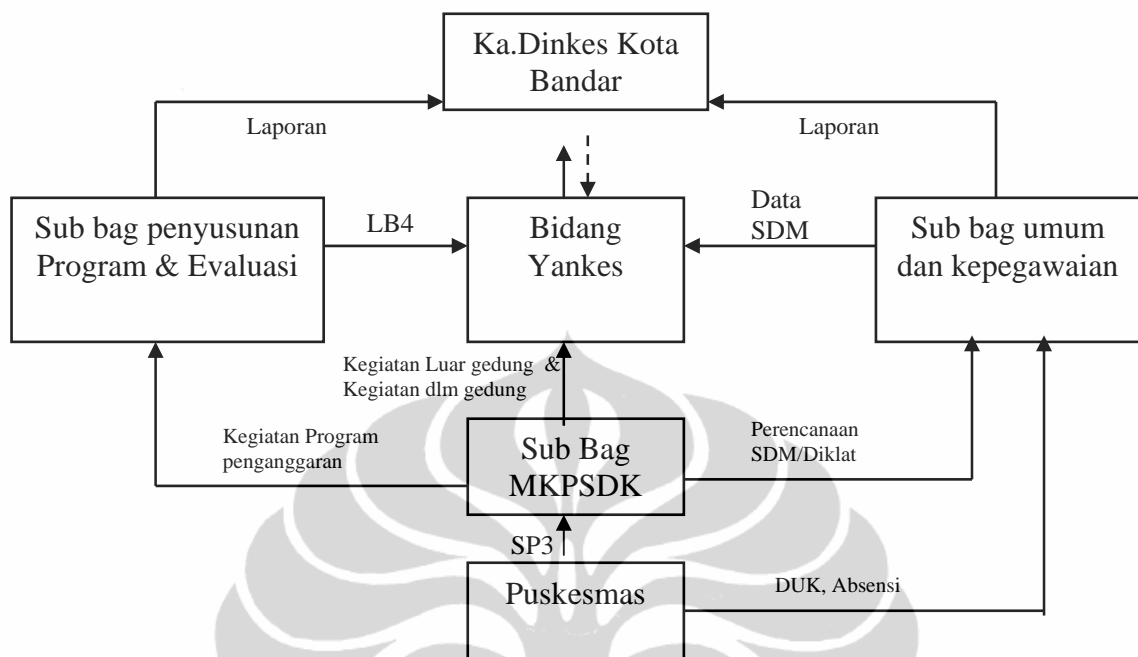 Ka.Dinkes Kota
Bandar
Laporan
Laporan
Sub bag penyusunan
Program & Evaluasi
LB4
Bidang
Yankes
Data
SDM
Sub bag umum
dan kepegawaian
Kegiatan Luar gedung &
Kegiatan dlm gedung
Kegiatan Program
penganggaran
Sub Bag
MKPSDK
Perencanaan
SDM/Diklat
SP3
Puskesmas
DUK, Absensi